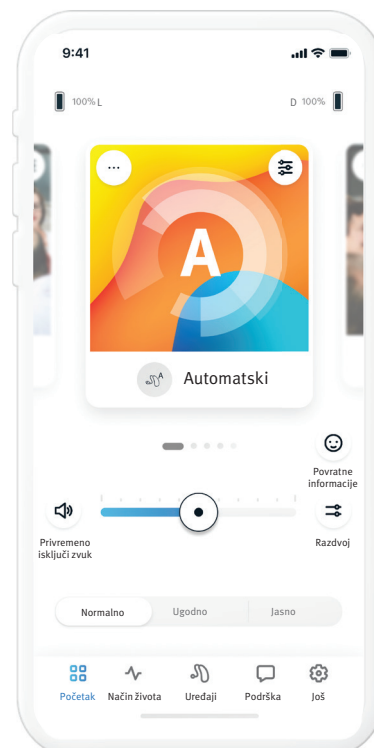 9:41
100% L
D 100%
...
A
A
Automatski
Povratne
informacije
Privremeno
isključi zvuk
Razdvoj
Normalno
Ugodno
Jasno
Početak
Način života
Uređaji
Podrška
Još